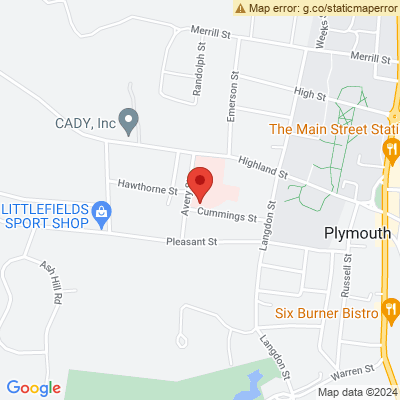 Map error: g.co/staticmaperror
Merrill St
Weeks St
Merrill St
Randolph St
Emerson St
High St
CADY, Inc
The Main Street Stati
Highland St
Hawthorne St
Avery S
Cummings St
LITTLEFIELDS
SPORT SHOP
Langdon St
Plymouth
Pleasant St
Ash Hill Rd
Russell St
Six Burner Bistro
Langdon St
Warren St
Google
Map data ©2024